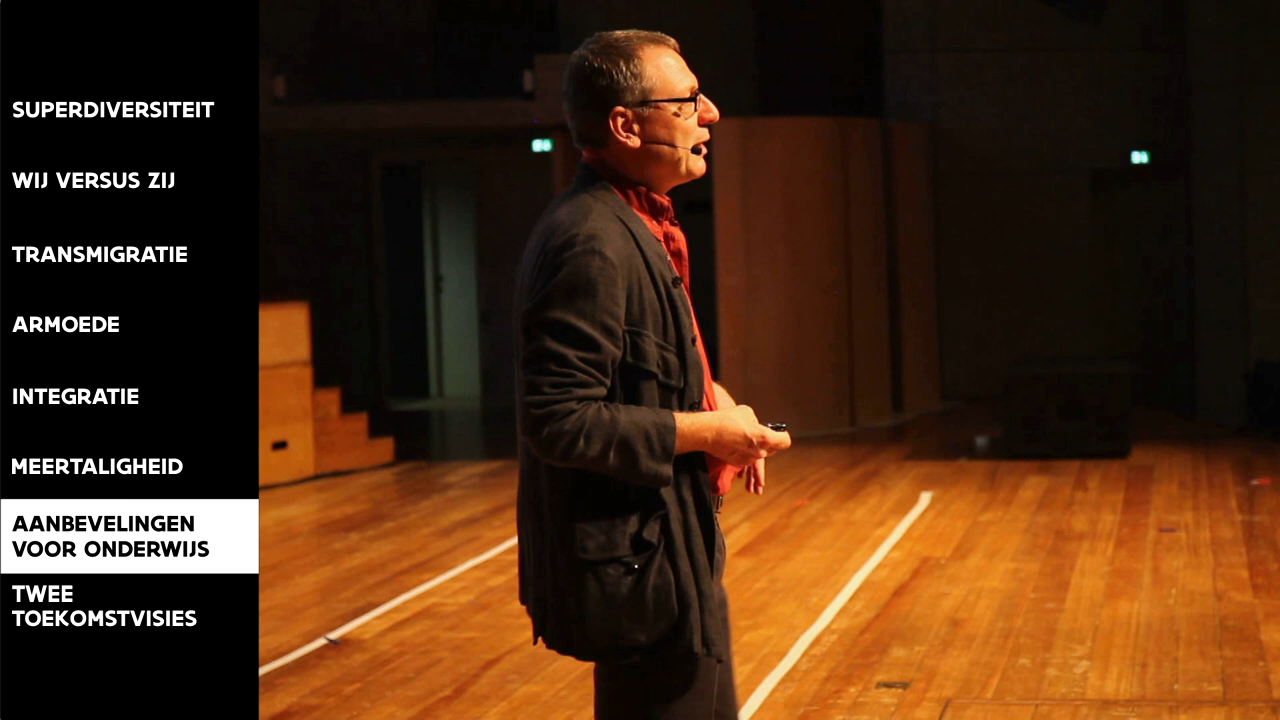 SUPERDIVERSITEIT
WIJ VERSUS ZIJ
TRANSMIGRATIE
ARMOEDE
INTEGRATIE
MEERTALIGHEID
AANBEVELINGEN
VOOR ONDERWIJS
TWEE
TOEKOMSTVISIES